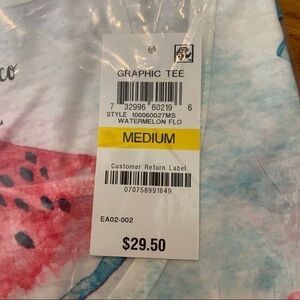 co
GRAPHIC TEE
7 32996 60219 6
STYLE 100060027MS
WATERMELON FLO
MEDIUM
Customer Return Label
070758991849
EA02-002
$29.50